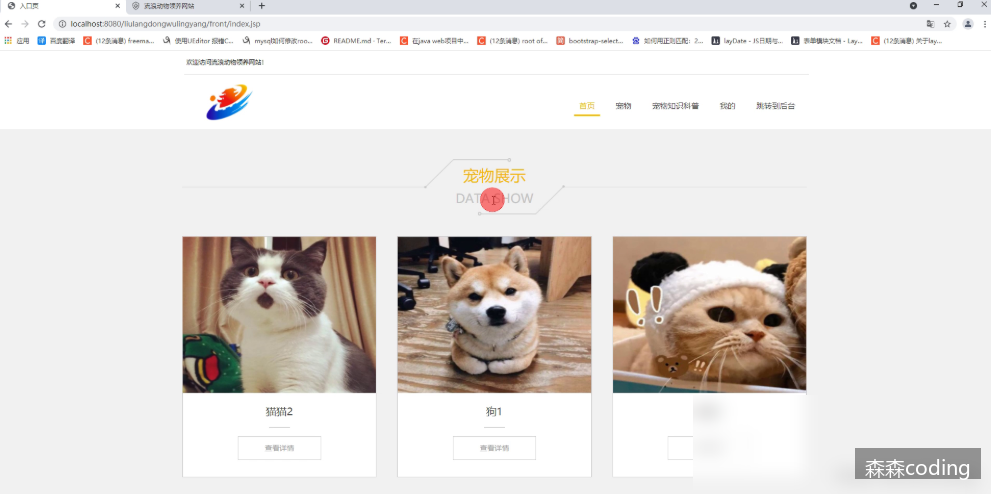 入口页
流浪动物领养网站
localhost:8080/liulangdongwulingyang/front/index.jsp
应用
百度翻译
(12条消息) freema...
使用UEditor 报错C...
mysql如何修改roo...
README.md · Ter...
在java web项目中...
(12条消息) root of...
bootstrap-select...
如何用正则匹配：2...
layDate - JS日期与...
表单模块文档 - Lay...
(12条消息) 关于lay...
欢迎访问流浪动物领养网站!
首页
宠物
宠物知识科普
我的
跳转到后台
宠物展示
DATA SHOW
猫猫2
查看详情
狗1
查看详情
森森coding